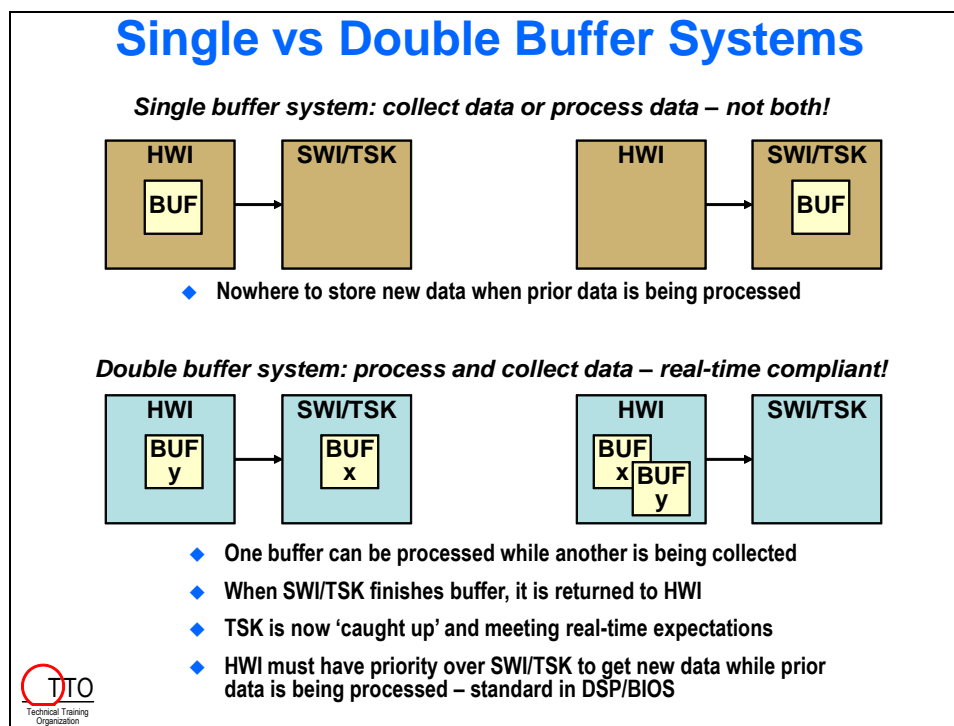 Single vs Double Buffer Systems
Single buffer system: collect data or process data – not both!
HWI
BUF
SWI/TSK
HWI
SWI/TSK
BUF
◆ Nowhere to store new data when prior data is being processed
Double buffer system: process and collect data – real-time compliant!
HWI
BUF
y
SWI/TSK
BUF
x
HWI
BUF
x
BUF
y
SWI/TSK
◆ One buffer can be processed while another is being collected
◆ When SWI/TSK finishes buffer, it is returned to HWI
◆ TSK is now ‘caught up’ and meeting real-time expectations
◆ HWI must have priority over SWI/TSK to get new data while prior
data is being processed – standard in DSP/BIOS
TTO
Technical Training
Organization